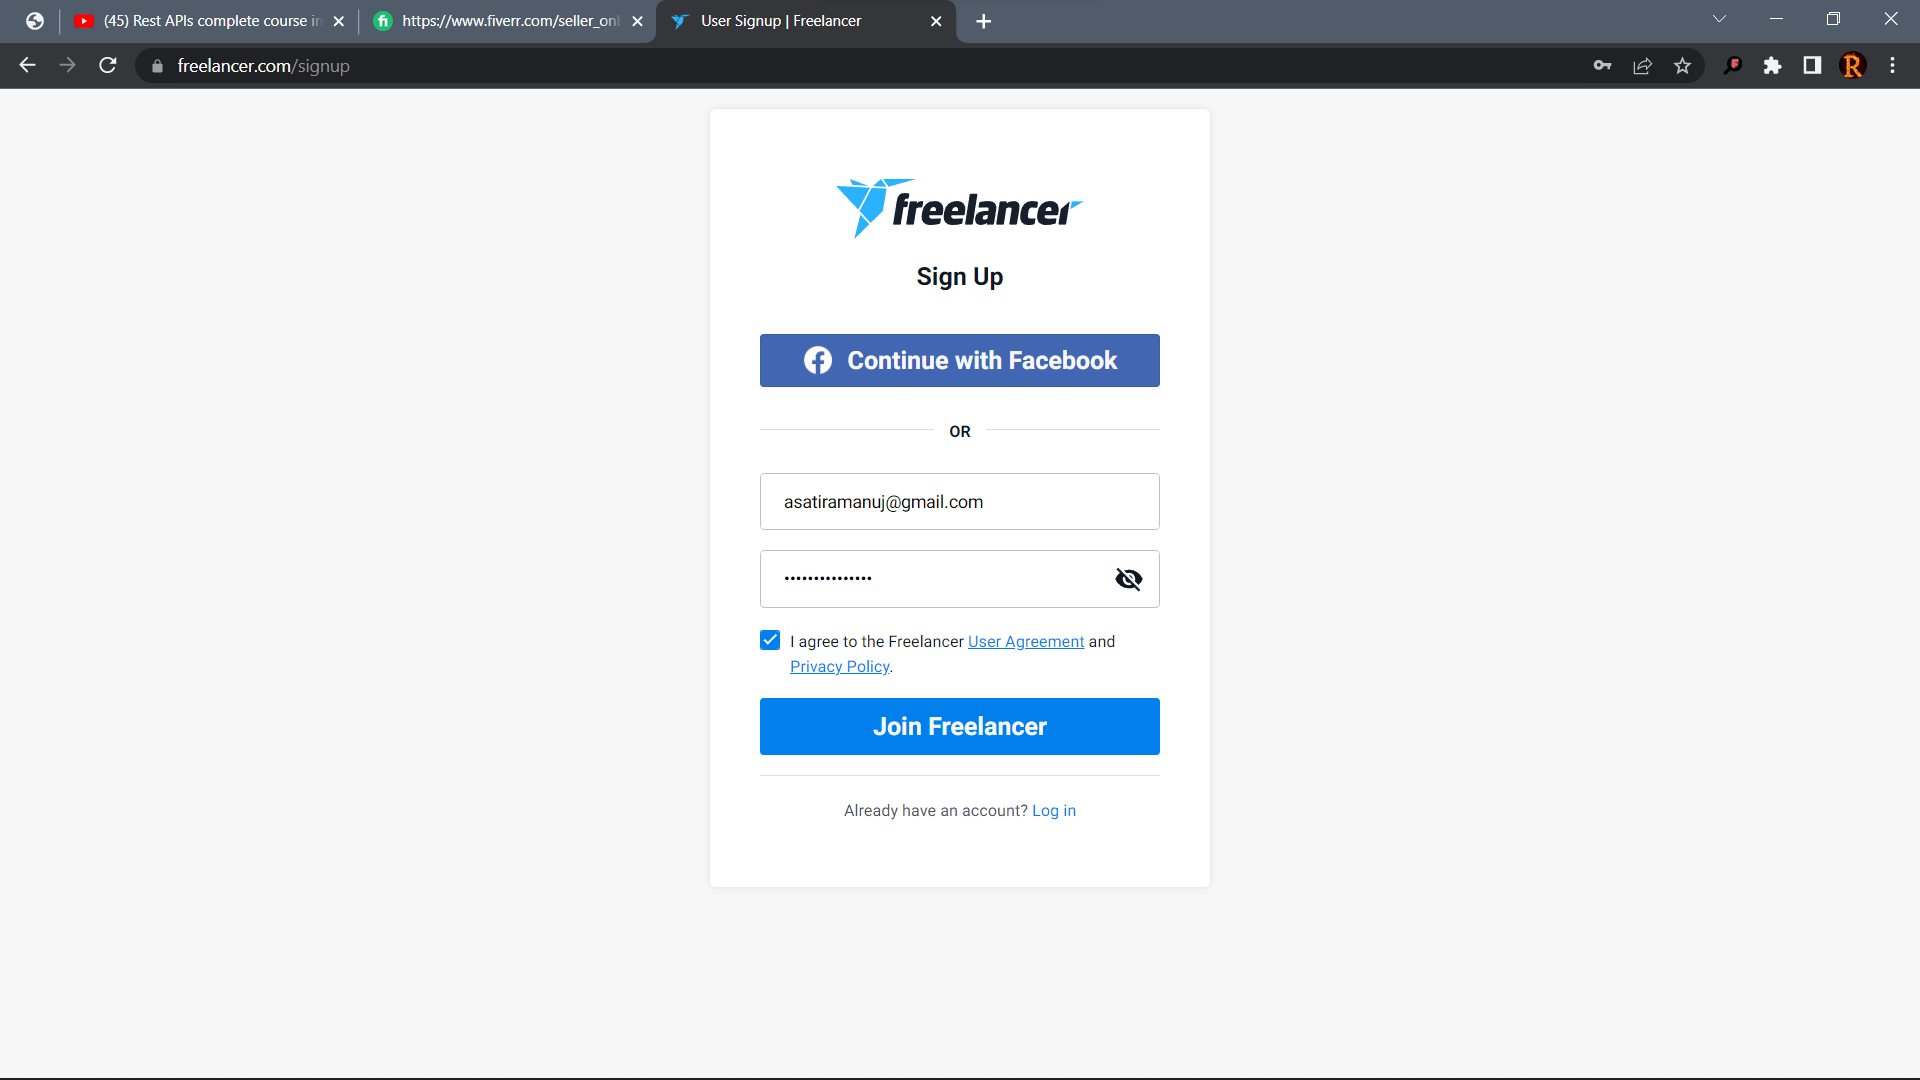 (45) Rest APIs complete course in
https://www.fiverr.com/seller_on
User Signup | Freelancer
freelancer.com/signup
freelancer
Sign Up
Continue with Facebook
OR
asatiramanuj@gmail.com
•••••••••••••••
I agree to the Freelancer User Agreement and
Privacy Policy.
Join Freelancer
Already have an account? Log in